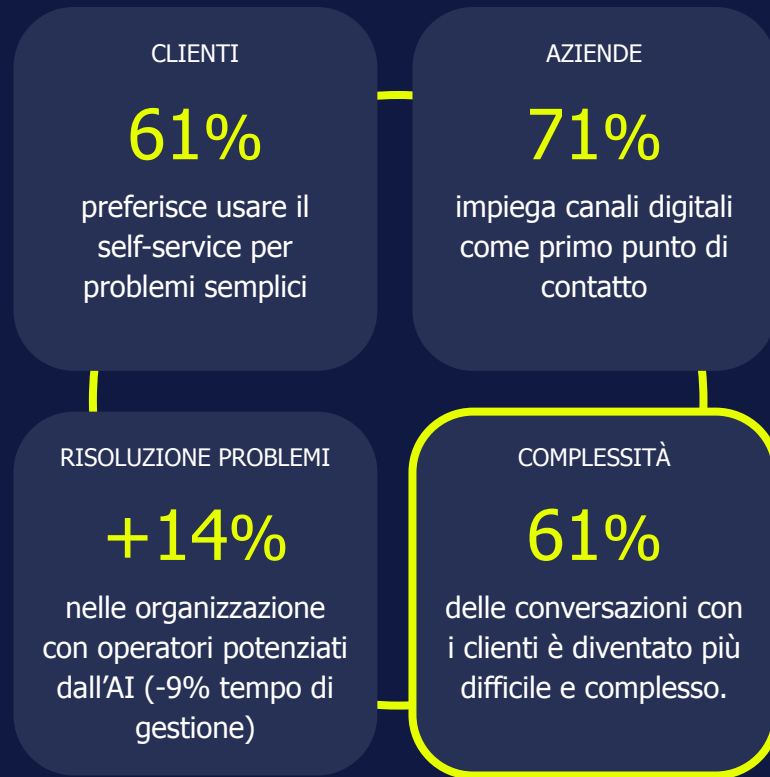 CLIENTI
61%
preferisce usare il
self-service per
problemi semplici
AZIENDE
71%
impiega canali digitali
come primo punto di
contatto
RISOLUZIONE PROBLEMI
+14%
nelle organizzazione
con operatori potenziati
dall’AI (-9% tempo di
gestione)
COMPLESSITÀ
61%
delle conversazioni con
i clienti è diventato più
difficile e complesso.